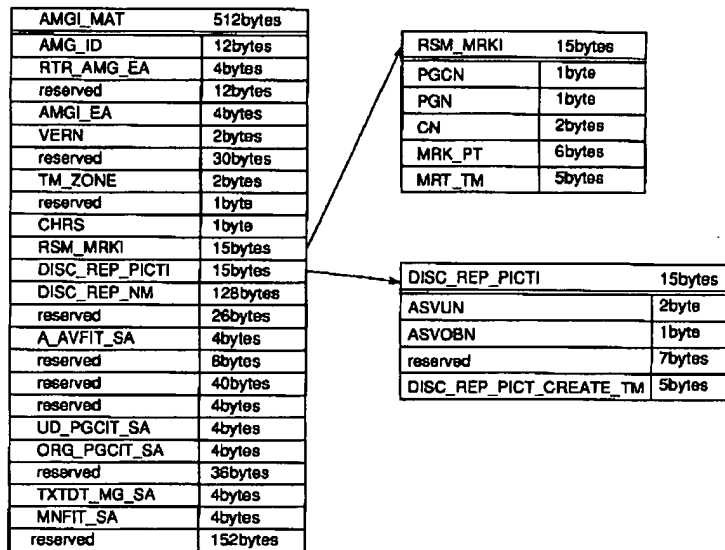 AMGI_MAT 512bytes
AMG_ID 12bytes
RTR_AMG_EA 4bytes
reserved 12bytes
AMGI_EA 4bytes
VERN 2bytes
reserved 30bytes
TM_ZONE 2bytes
reserved 1byte
CHRS 1byte
RSM_MRKI 15bytes
DISC_REP_PICTI 15bytes
DISC_REP_NM 128bytes
reserved 26bytes
A_AVFIT_SA 4bytes
reserved 8bytes
reserved 40bytes
reserved 4bytes
UD_PGCIT_SA 4bytes
ORG_PGCIT_SA 4bytes
reserved 36bytes
TXTDT_MG_SA 4bytes
MNFIT_SA 4bytes
reserved 152bytes
RSM_MRKI 15bytes
PGCN 1byte
PGN 1byte
CN 2bytes
MRK_PT 6bytes
MRT_TM 5bytes
DISC_REP_PICTI 15bytes
ASVUN 2byte
ASVOBN 1byte
reserved 7bytes
DISC_REP_PICT_CREATE_TM 5bytes